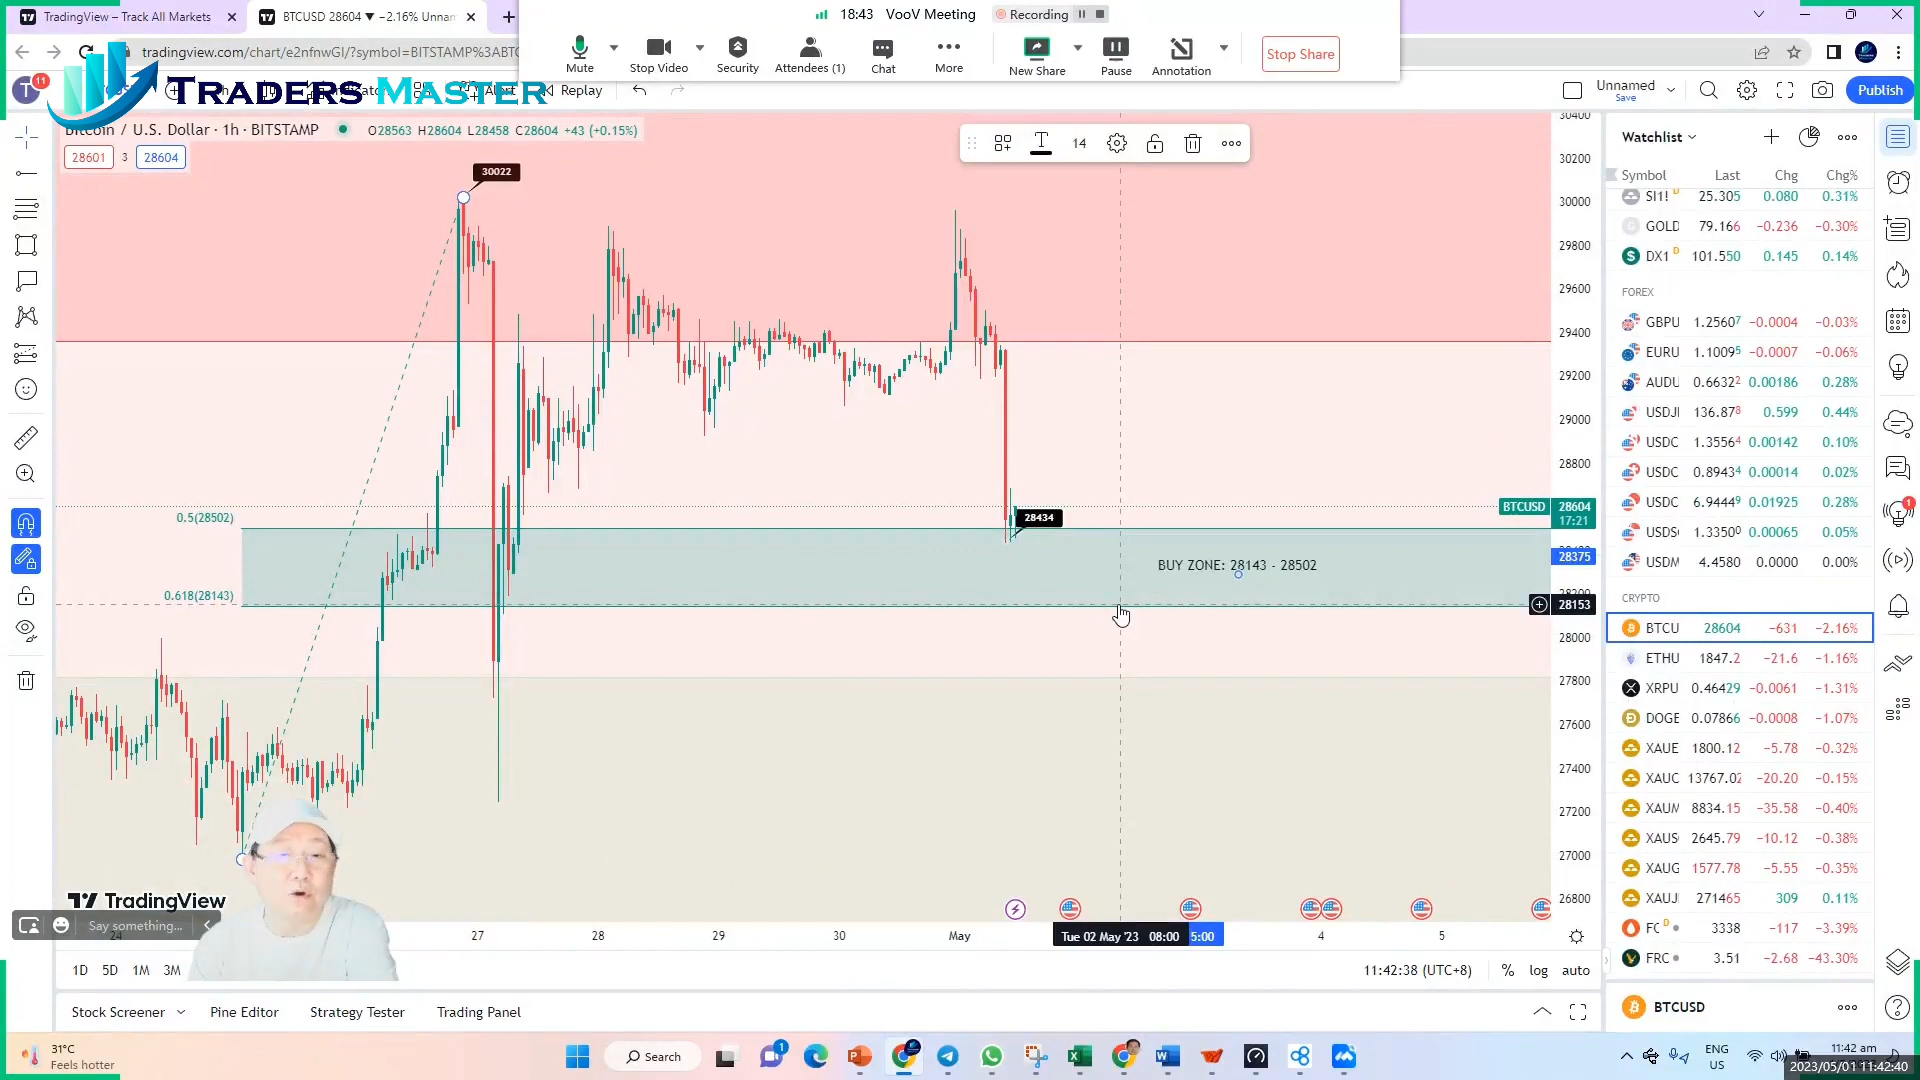 TradingView – Track All Markets
BTCUSD 28604 ▼ −2.16% Unnam
18:43 VooV Meeting
Recording
tradingview.com/chart/e2nfnwGI/?symbol=BITSTAMP%3ABTC
Mute
Stop Video
Security
Attendees (1)
Chat
More
New Share
Pause
Annotation
Stop Share
T
11
TRADERS MASTER
Alert
Replay
Unnamed
Save
Publish
Bitcoin / U.S. Dollar · 1h · BITSTAMP
O28563 H28604 L28458 C28604 +43 (+0.15%)
28601 3 28604
14
30022
28434
0.5(28502)
0.618(28143)
BUY ZONE: 28143 - 28502
30400
30200
30000
29800
29600
29400
29200
29000
28800
BTCUSD 28604
17:21
28375
28200
28153
28000
27800
27600
27400
27200
27000
26800
Watchlist
Symbol Last Chg Chg%
SI1! D 25.305 0.080 0.31%
GOLD 79.166 −0.236 −0.30%
DX1 D 101.550 0.145 0.14%
FOREX
GBPU 1.25607 −0.0004 −0.03%
EURU 1.10095 −0.0007 −0.06%
AUDU 0.66322 0.00186 0.28%
USDJI 136.878 0.599 0.44%
USDC 1.35564 0.00142 0.10%
USDC 0.89434 0.00014 0.02%
USDC 6.94449 0.01925 0.28%
USDS 1.33500 0.00065 0.05%
USDM 4.4580 0.0000 0.00%
CRYPTO
BTCU 28604 −631 −2.16%
ETHU 1847.2 −21.6 −1.16%
XRPU 0.46429 −0.0061 −1.31%
DOGE 0.07866 −0.0008 −1.07%
XAUE 1800.12 −5.78 −0.32%
XAUC 13767.02 −20.20 −0.15%
XAUM 8834.15 −35.58 −0.40%
XAUS 2645.79 −10.12 −0.38%
XAUG 1577.78 −5.55 −0.35%
XAUJ 271465 309 0.11%
FC D 3338 −117 −3.39%
FRC 3.51 −2.68 −43.30%
BTCUSD
1
TradingView
Say something...
24 27 28 29 30 May Tue 02 May '23 08:00 5:00 4 5
1D 5D 1M 3M
11:42:38 (UTC+8) % log auto
Stock Screener
Pine Editor
Strategy Tester
Trading Panel
31°C
Feels hotter
Search
1
ENG
US
11:42 am
2023/05/01 11:42:40